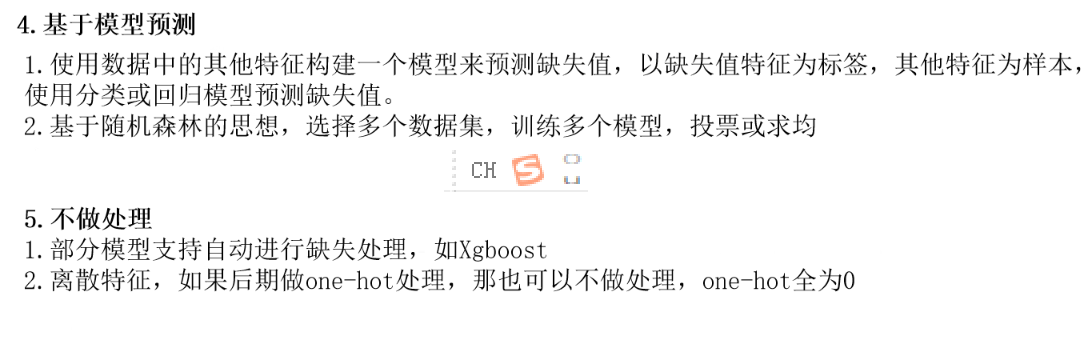 4.基于模型预测
1.使用数据中的其他特征构建一个模型来预测缺失值，以缺失值特征为标签，其他特征为样本，
使用分类或回归模型预测缺失值。
2.基于随机森林的思想，选择多个数据集，训练多个模型，投票或求均
CH S
5.不做处理
1.部分模型支持自动进行缺失处理，如Xgboost
2.离散特征，如果后期做one-hot处理，那也可以不做处理，one-hot全为0